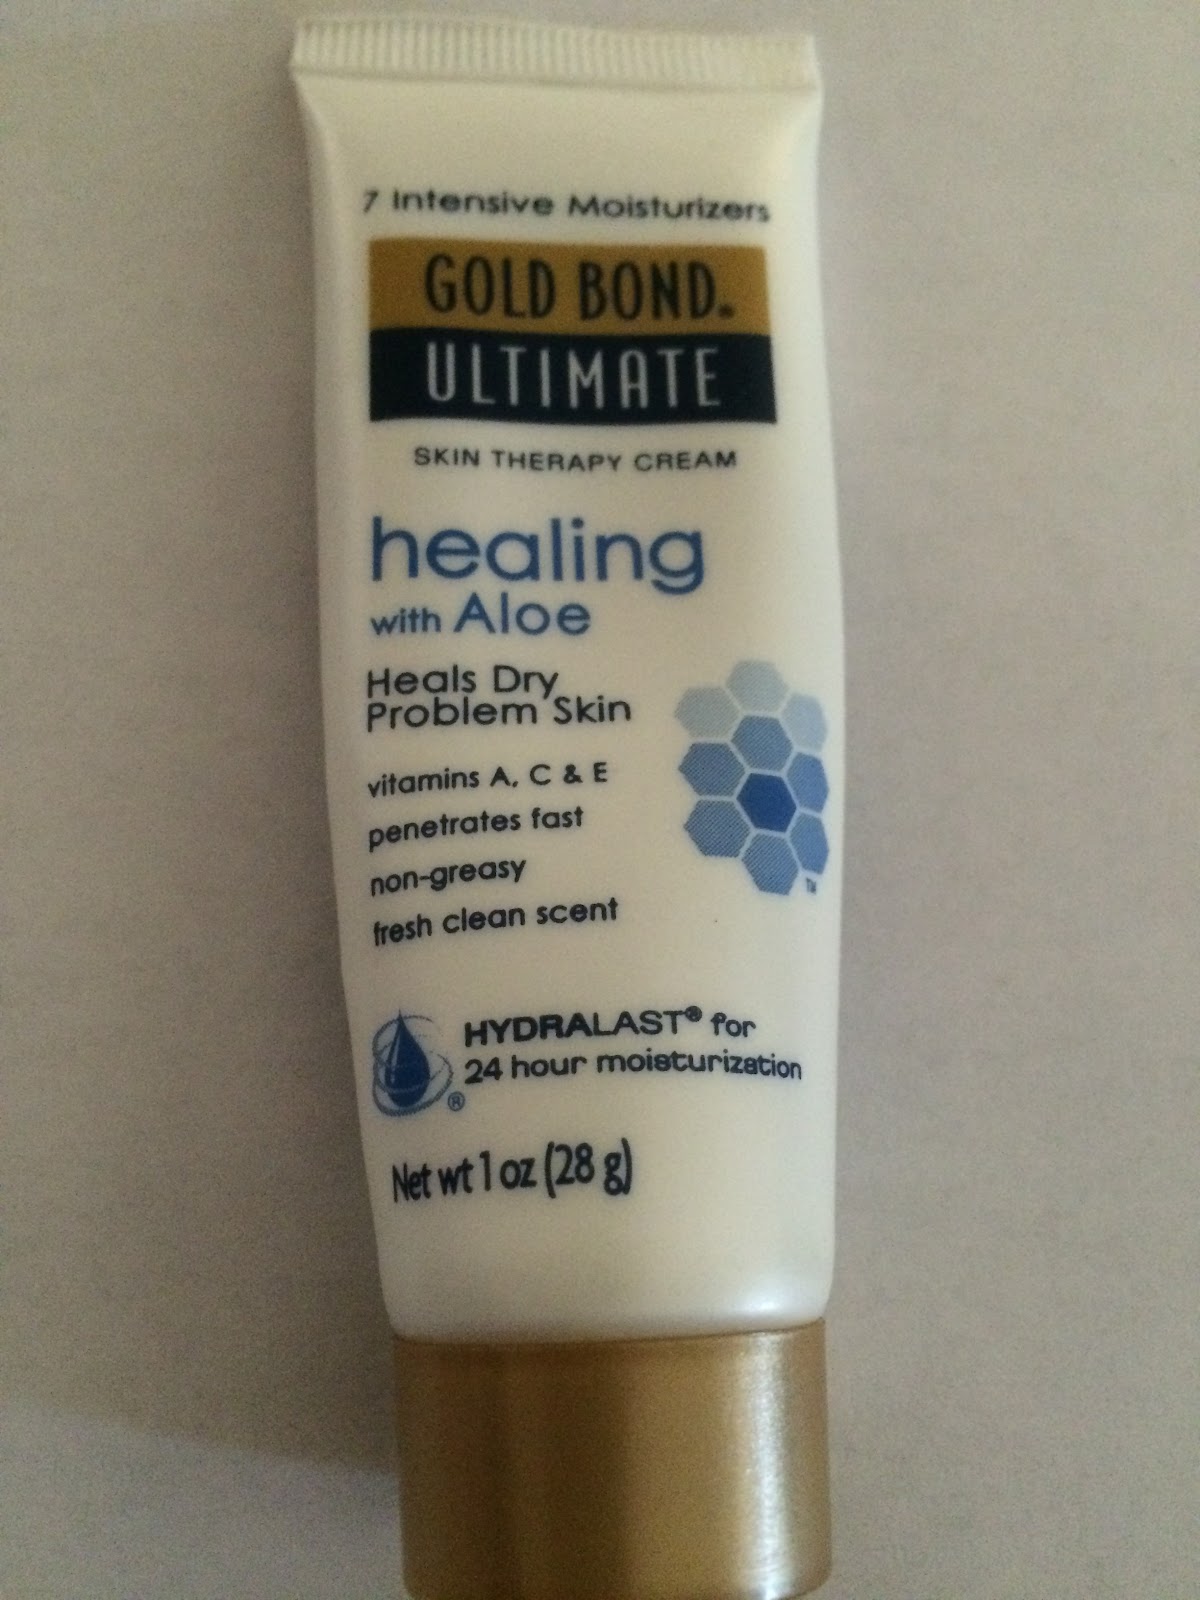 7 Intensive Moisturizers
GOLD BOND®
ULTIMATE
SKIN THERAPY CREAM
healing
with Aloe
Heals Dry
Problem Skin
vitamins A, C & E
penetrates fast
non-greasy
fresh clean scent
TM
HYDRALAST® for
24 hour moisturization
®
Net wt 1 oz (28 g)